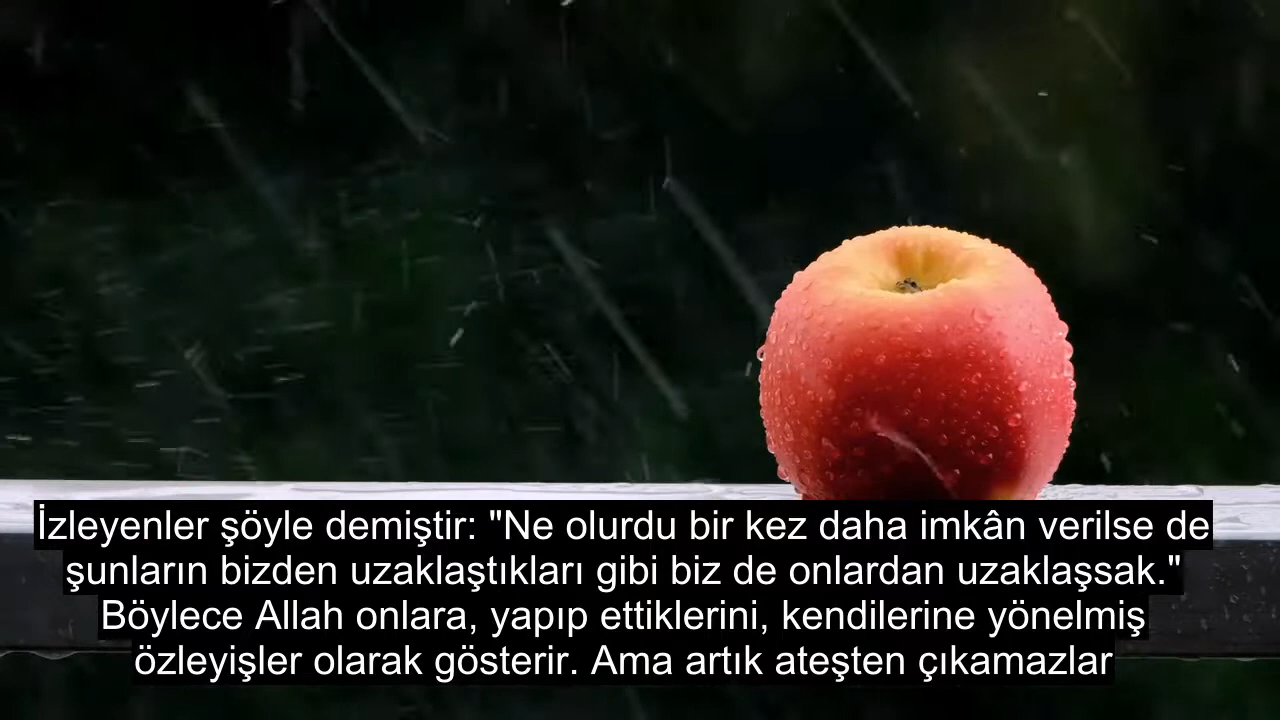 İzleyenler şöyle demiştir: "Ne olurdu bir kez daha imkân verilse de
şunların bizden uzaklaştıkları gibi biz de onlardan uzaklaşsak."
Böylece Allah onlara, yapıp ettiklerini, kendilerine yönelmiş
özleyişler olarak gösterir. Ama artık ateşten çıkamazlar